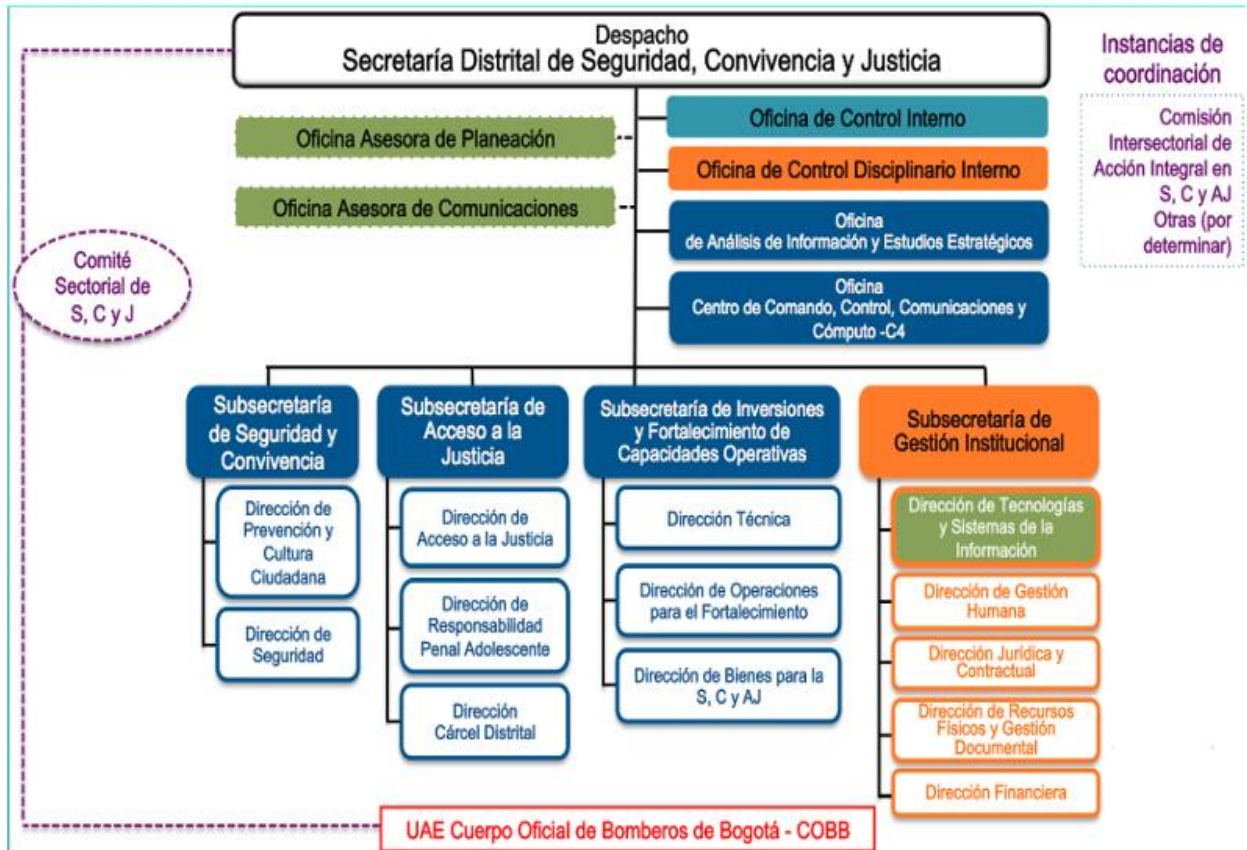 Despacho
Secretaría Distrital de Seguridad, Convivencia y Justicia
Instancias de
coordinación
Comisión
Intersectorial de
Acción Integral en
S, C y AJ
Otras (por
determinar)
Oficina Asesora de Planeación
Oficina Asesora de Comunicaciones
Oficina de Control Interno
Oficina de Control Disciplinario Interno
Oficina
de Análisis de Información y Estudios Estratégicos
Oficina
Centro de Comando, Control, Comunicaciones y
Cómputo -C4
Comité
Sectorial de
S, C y J
Subsecretaría
de Seguridad y
Convivencia
Dirección de
Prevención y
Cultura
Ciudadana
Dirección de
Seguridad
Subsecretaría de
Acceso a la
Justicia
Dirección de
Acceso a la Justicia
Dirección de
Responsabilidad
Penal Adolescente
Dirección
Cárcel Distrital
Subsecretaría de Inversiones
y Fortalecimiento de
Capacidades Operativas
Dirección Técnica
Dirección de Operaciones
para el Fortalecimiento
Dirección de Bienes para la
S, C y AJ
Subsecretaría de
Gestión Institucional
Dirección de Tecnologías
y Sistemas de la
Información
Dirección de Gestión
Humana
Dirección Jurídica y
Contractual
Dirección de Recursos
Físicos y Gestión
Documental
Dirección Financiera
UAE Cuerpo Oficial de Bomberos de Bogotá - COBB